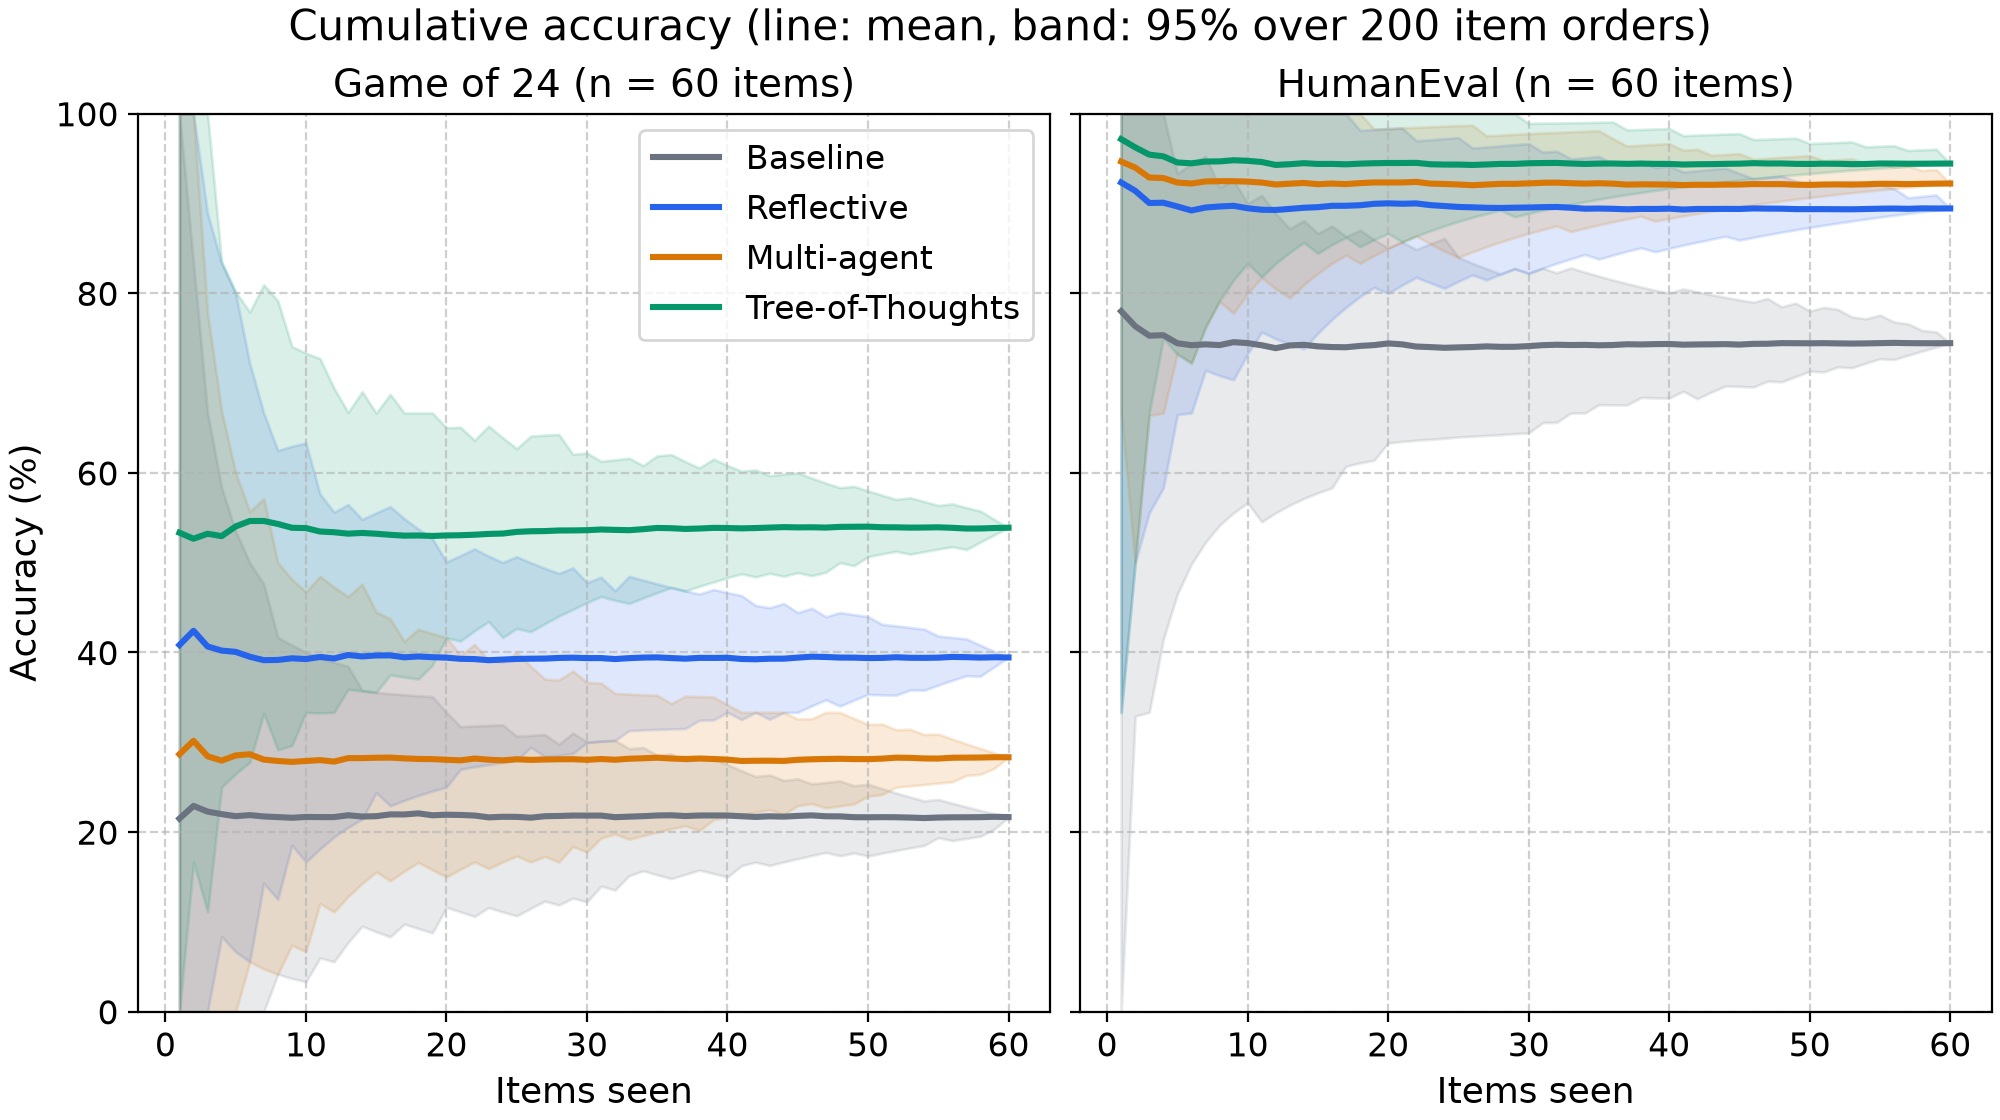 Cumulative accuracy (line: mean, band: 95% over 200 item orders)
Game of 24 (n = 60 items)
HumanEval (n = 60 items)
Accuracy (%)
100
80
60
40
20
0
Baseline
Reflective
Multi-agent
Tree-of-Thoughts
0 10 20 30 40 50 60
0 10 20 30 40 50 60
Items seen
Items seen